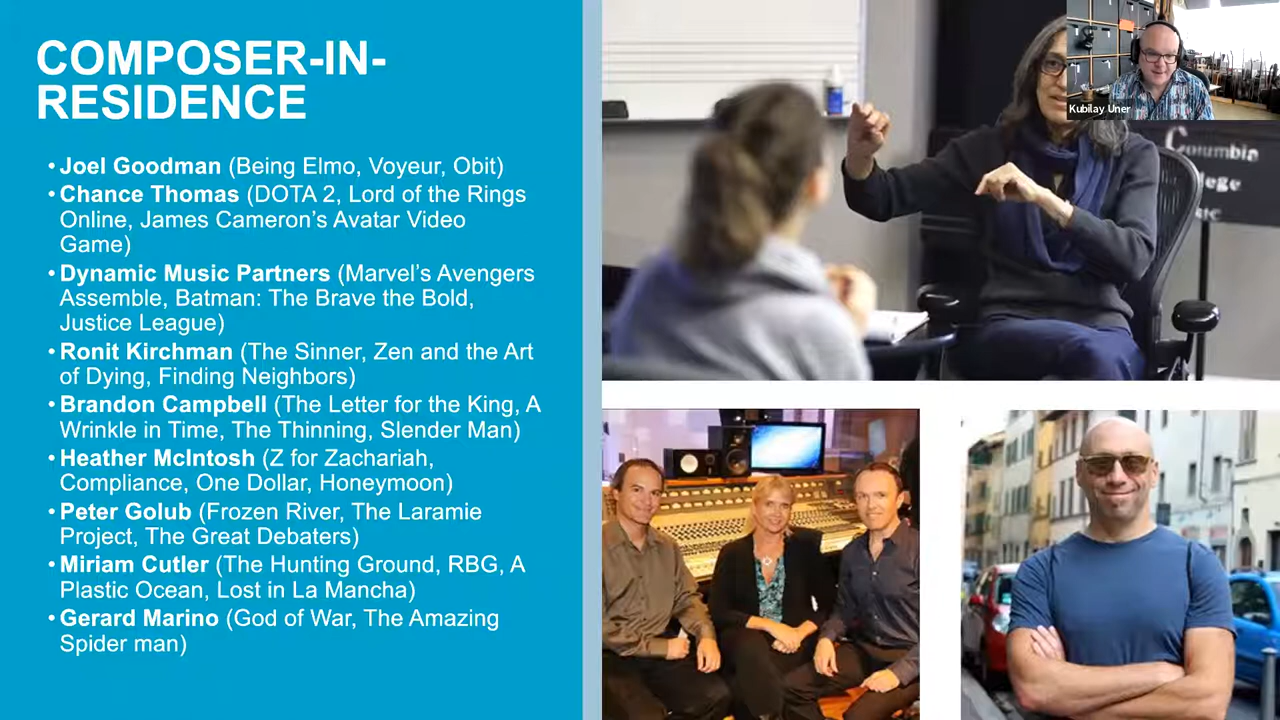 COMPOSER-IN-
RESIDENCE
• Joel Goodman (Being Elmo, Voyeur, Obit)
• Chance Thomas (DOTA 2, Lord of the Rings
Online, James Cameron’s Avatar Video
Game)
• Dynamic Music Partners (Marvel’s Avengers
Assemble, Batman: The Brave the Bold,
Justice League)
• Ronit Kirchman (The Sinner, Zen and the Art
of Dying, Finding Neighbors)
• Brandon Campbell (The Letter for the King, A
Wrinkle in Time, The Thinning, Slender Man)
• Heather McIntosh (Z for Zachariah,
Compliance, One Dollar, Honeymoon)
• Peter Golub (Frozen River, The Laramie
Project, The Great Debaters)
• Miriam Cutler (The Hunting Ground, RBG, A
Plastic Ocean, Lost in La Mancha)
• Gerard Marino (God of War, The Amazing
Spider man)
Kubilay Uner
Columbia